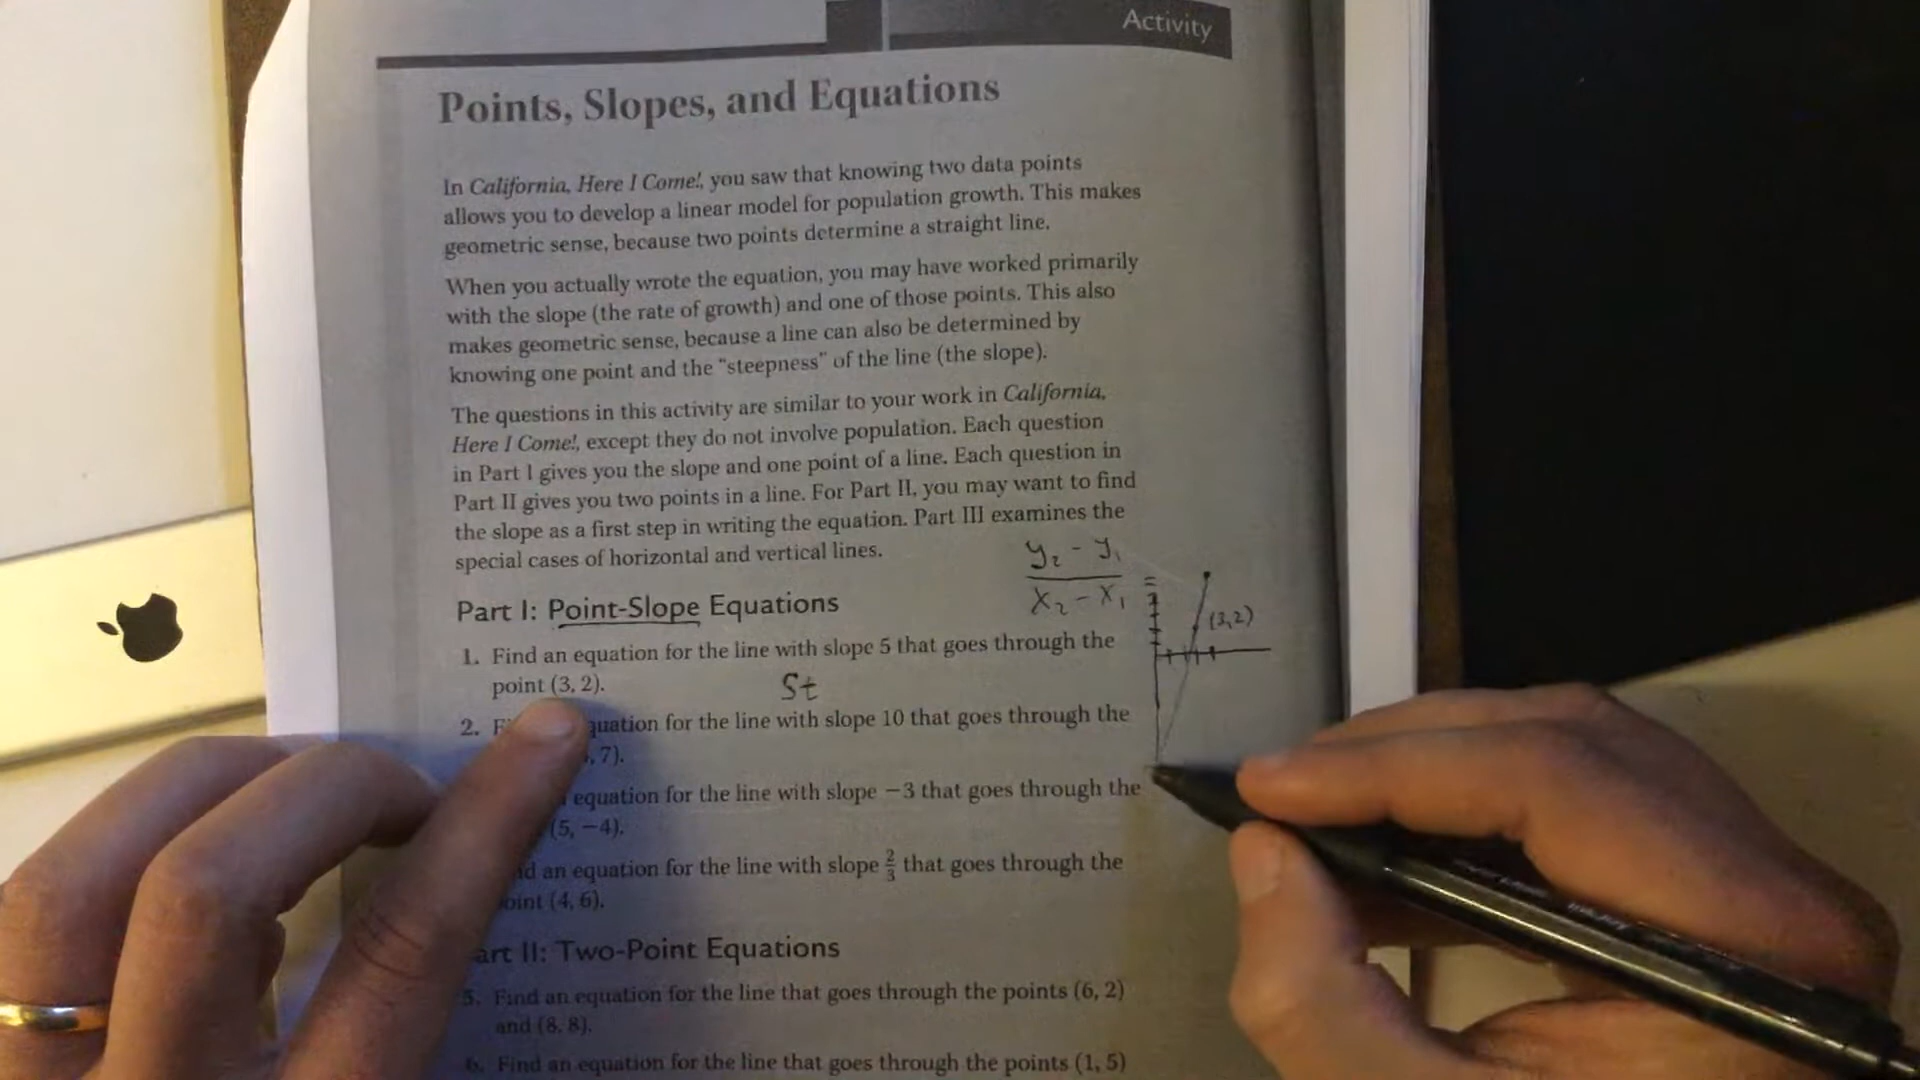 Activity
Points, Slopes, and Equations
In California, Here I Come!, you saw that knowing two data points
allows you to develop a linear model for population growth. This makes
geometric sense, because two points determine a straight line.
When you actually wrote the equation, you may have worked primarily
with the slope (the rate of growth) and one of those points. This also
makes geometric sense, because a line can also be determined by
knowing one point and the “steepness” of the line (the slope).
The questions in this activity are similar to your work in California,
Here I Come!, except they do not involve population. Each question
in Part I gives you the slope and one point of a line. Each question in
Part II gives you two points in a line. For Part II, you may want to find
the slope as a first step in writing the equation. Part III examines the
special cases of horizontal and vertical lines.
y₂ - y₁
x₂ - x₁
(3,2)
Part I: Point-Slope Equations
1. Find an equation for the line with slope 5 that goes through the
point (3, 2).
St
2. quation for the line with slope 10 that goes through the
, 7).
equation for the line with slope −3 that goes through the
(5, −4).
d an equation for the line with slope 2/3 that goes through the
oint (4, 6).
art II: Two-Point Equations
5. Find an equation for the line that goes through the points (6, 2)
and (8, 8).
6. Find an equation for the line that goes through the points (1, 5)